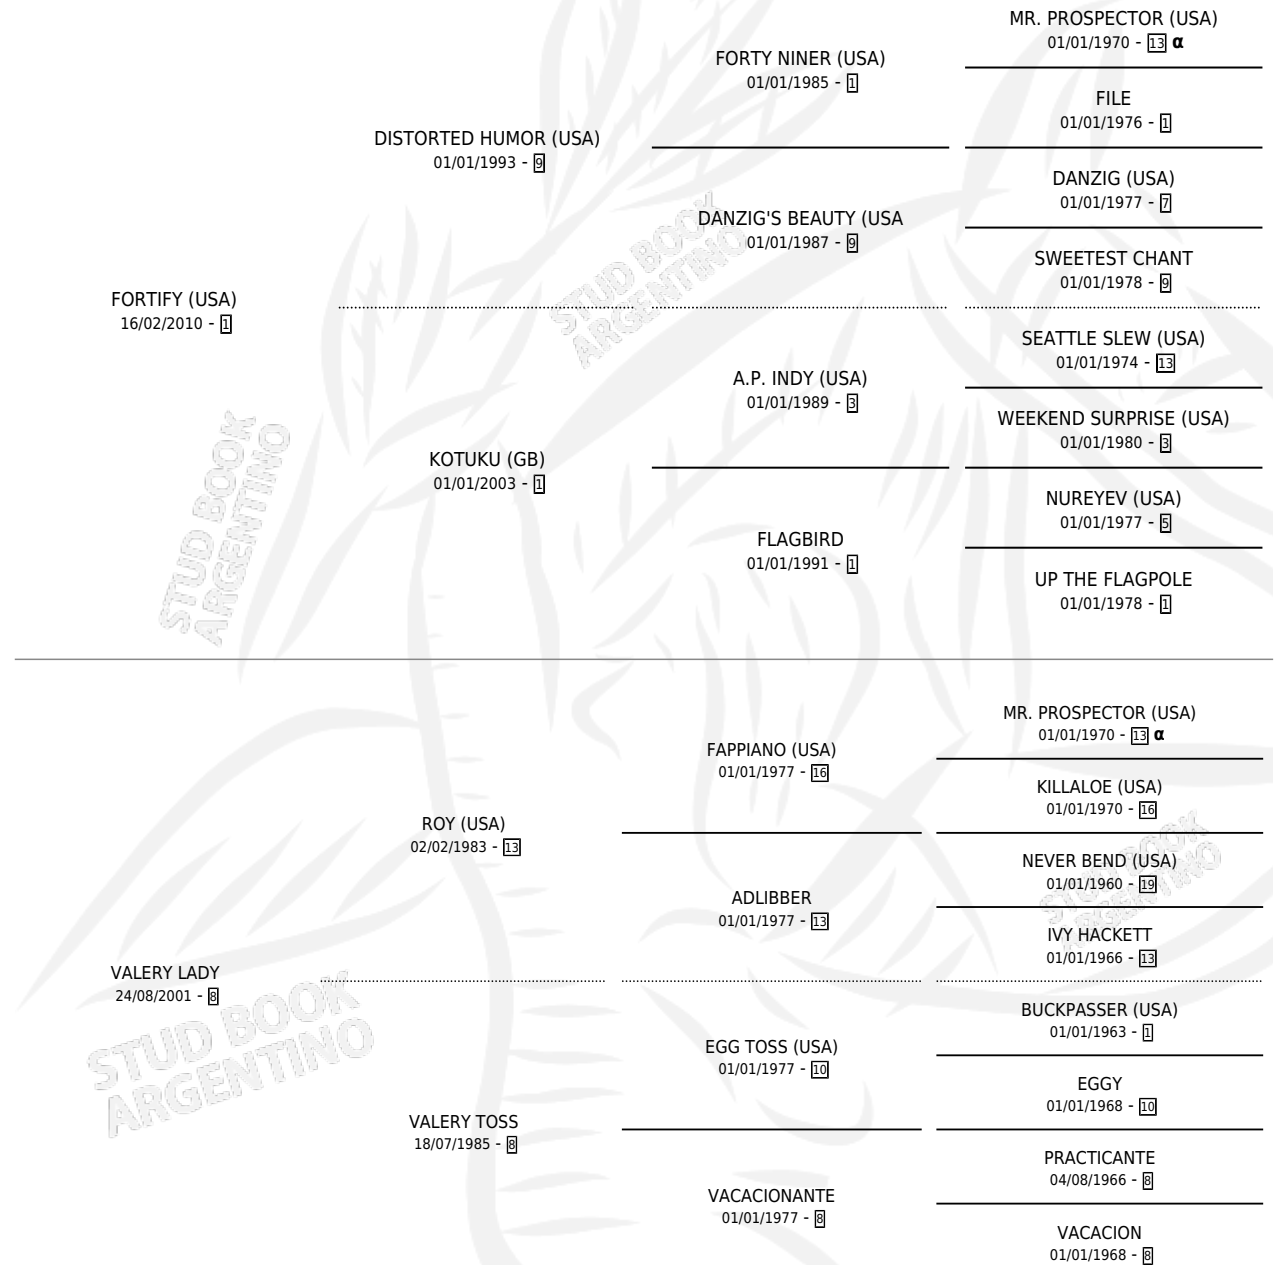 MR. PROSPECTOR (USA)
01/01/1970 - 13 α
FORTY NINER (USA)
01/01/1985 - 1
FILE
01/01/1976 - 1
DISTORTED HUMOR (USA)
01/01/1993 - 9
DANZIG (USA)
01/01/1977 - 7
DANZIG'S BEAUTY (USA
01/01/1987 - 9
SWEETEST CHANT
01/01/1978 - 9
FORTIFY (USA)
16/02/2010 - 1
SEATTLE SLEW (USA)
01/01/1974 - 13
A.P. INDY (USA)
01/01/1989 - 3
WEEKEND SURPRISE (USA)
01/01/1980 - 3
KOTUKU (GB)
01/01/2003 - 1
NUREYEV (USA)
01/01/1977 - 5
FLAGBIRD
01/01/1991 - 1
UP THE FLAGPOLE
01/01/1978 - 1
MR. PROSPECTOR (USA)
01/01/1970 - 13 α
FAPPIANO (USA)
01/01/1977 - 16
KILLALOE (USA)
01/01/1970 - 16
ROY (USA)
02/02/1983 - 13
NEVER BEND (USA)
01/01/1960 - 19
ADLIBBER
01/01/1977 - 13
IVY HACKETT
01/01/1966 - 13
VALERY LADY
24/08/2001 - 8
BUCKPASSER (USA)
01/01/1963 - 1
EGG TOSS (USA)
01/01/1977 - 10
EGGY
01/01/1968 - 10
VALERY TOSS
18/07/1985 - 8
PRACTICANTE
04/08/1966 - 8
VACACIONANTE
01/01/1977 - 8
VACACION
01/01/1968 - 8
STUD BOOK
ARGENTINO
STUD BOOK
ARGENTINO
STUD BOOK
ARGENTINO
STUD BOOK
ARGENTINO